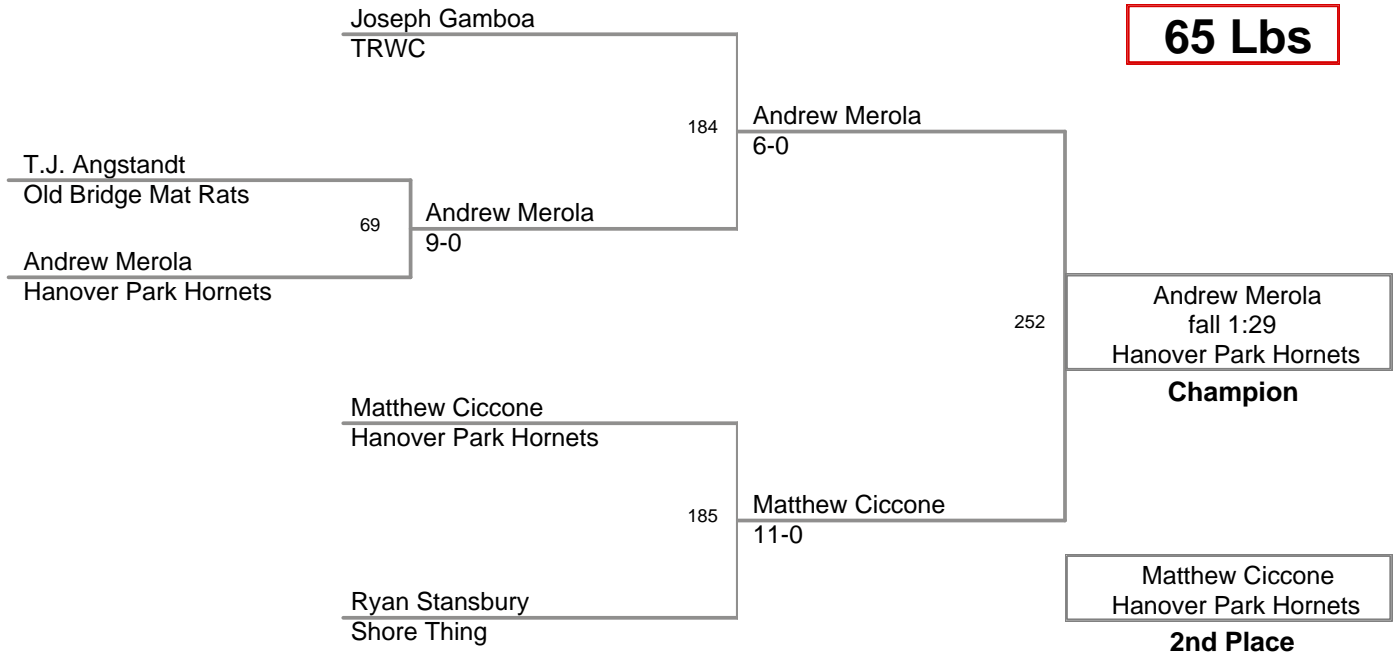 Joseph Gamboa
TRWC
65 Lbs
184
Andrew Merola
6-0
T.J. Angstandt
Old Bridge Mat Rats
69
Andrew Merola
9-0
Andrew Merola
Hanover Park Hornets
252
Andrew Merola
fall 1:29
Hanover Park Hornets
Champion
Matthew Ciccone
Hanover Park Hornets
185
Matthew Ciccone
11-0
Ryan Stansbury
Shore Thing
Matthew Ciccone
Hanover Park Hornets
2nd Place